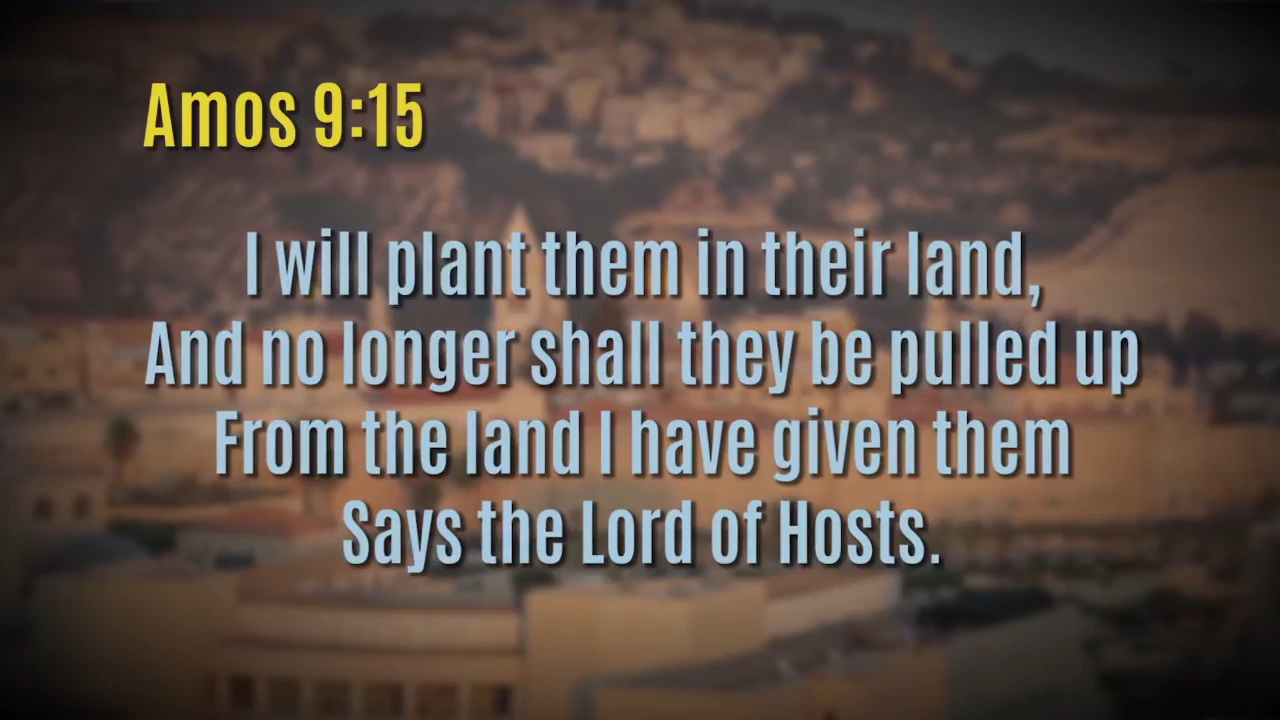 Amos 9:15
I will plant them in their land,
And no longer shall they be pulled up
From the land I have given them
Says the Lord of Hosts.